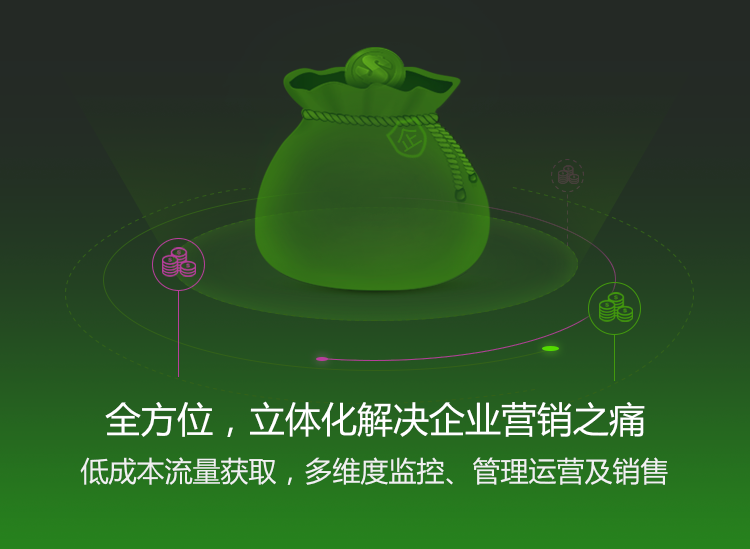 企
全方位，立体化解决企业营销之痛
低成本流量获取，多维度监控、管理运营及销售